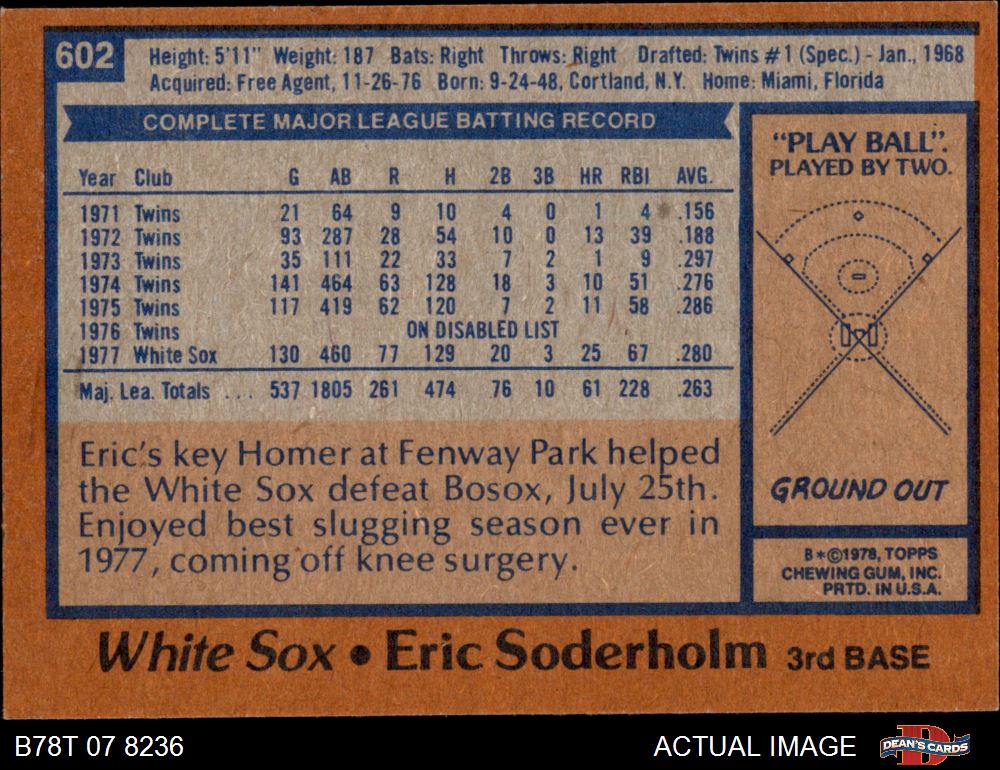 602
Height: 5'11" Weight: 187 Bats: Right Throws: Right Drafted: Twins #1 (Spec.) - Jan., 1968
Acquired: Free Agent, 11-26-76 Born: 9-24-48, Cortland, N.Y. Home: Miami, Florida
COMPLETE MAJOR LEAGUE BATTING RECORD
Year Club G AB R H 2B 3B HR RBI AVG.
1971 Twins 21 64 9 10 4 0 1 4 .156
1972 Twins 93 287 28 54 10 0 13 39 .188
1973 Twins 35 111 22 33 7 2 1 9 .297
1974 Twins 141 464 63 128 18 3 10 51 .276
1975 Twins 117 419 62 120 7 2 11 58 .286
1976 Twins ON DISABLED LIST
1977 White Sox 130 460 77 129 20 3 25 67 .280
Maj. Lea. Totals . . . 537 1805 261 474 76 10 61 228 .263
Eric's key Homer at Fenway Park helped
the White Sox defeat Bosox, July 25th.
Enjoyed best slugging season ever in
1977, coming off knee surgery.
"PLAY BALL".
PLAYED BY TWO.
GROUND OUT
B*©1978, TOPPS
CHEWING GUM, INC.
PRTD. IN U.S.A.
White Sox • Eric Soderholm 3rd BASE
B78T 07 8236
ACTUAL IMAGE
DEAN'S CARDS